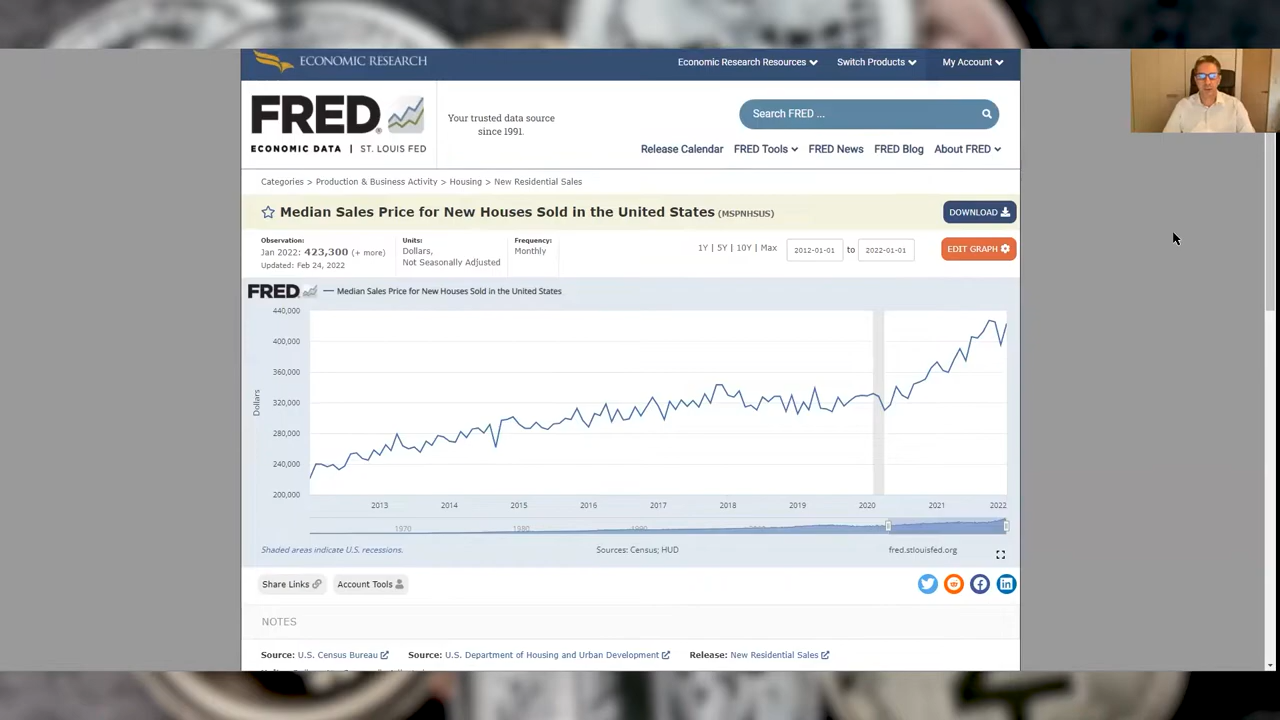 ECONOMIC RESEARCH
Economic Research Resources
Switch Products
My Account
FRED
ECONOMIC DATA | ST. LOUIS FED
Your trusted data source
since 1991.
Search FRED ...
Release Calendar
FRED Tools
FRED News
FRED Blog
About FRED
Categories > Production & Business Activity > Housing > New Residential Sales
Median Sales Price for New Houses Sold in the United States (MSPNHSUS)
DOWNLOAD
Observation:
Jan 2022: 423,300 (+ more)
Updated: Feb 24, 2022
Units:
Dollars,
Not Seasonally Adjusted
Frequency:
Monthly
1Y | 5Y | 10Y | Max
2012-01-01 to 2022-01-01
EDIT GRAPH
FRED
Median Sales Price for New Houses Sold in the United States
440,000
400,000
360,000
320,000
280,000
240,000
200,000
Dollars
2013 2014 2015 2016 2017 2018 2019 2020 2021 2022
1970 1980 1990
Shaded areas indicate U.S. recessions.
Sources: Census; HUD
fred.stlouisfed.org
Share Links
Account Tools
NOTES
Source: U.S. Census Bureau
Source: U.S. Department of Housing and Urban Development
Release: New Residential Sales